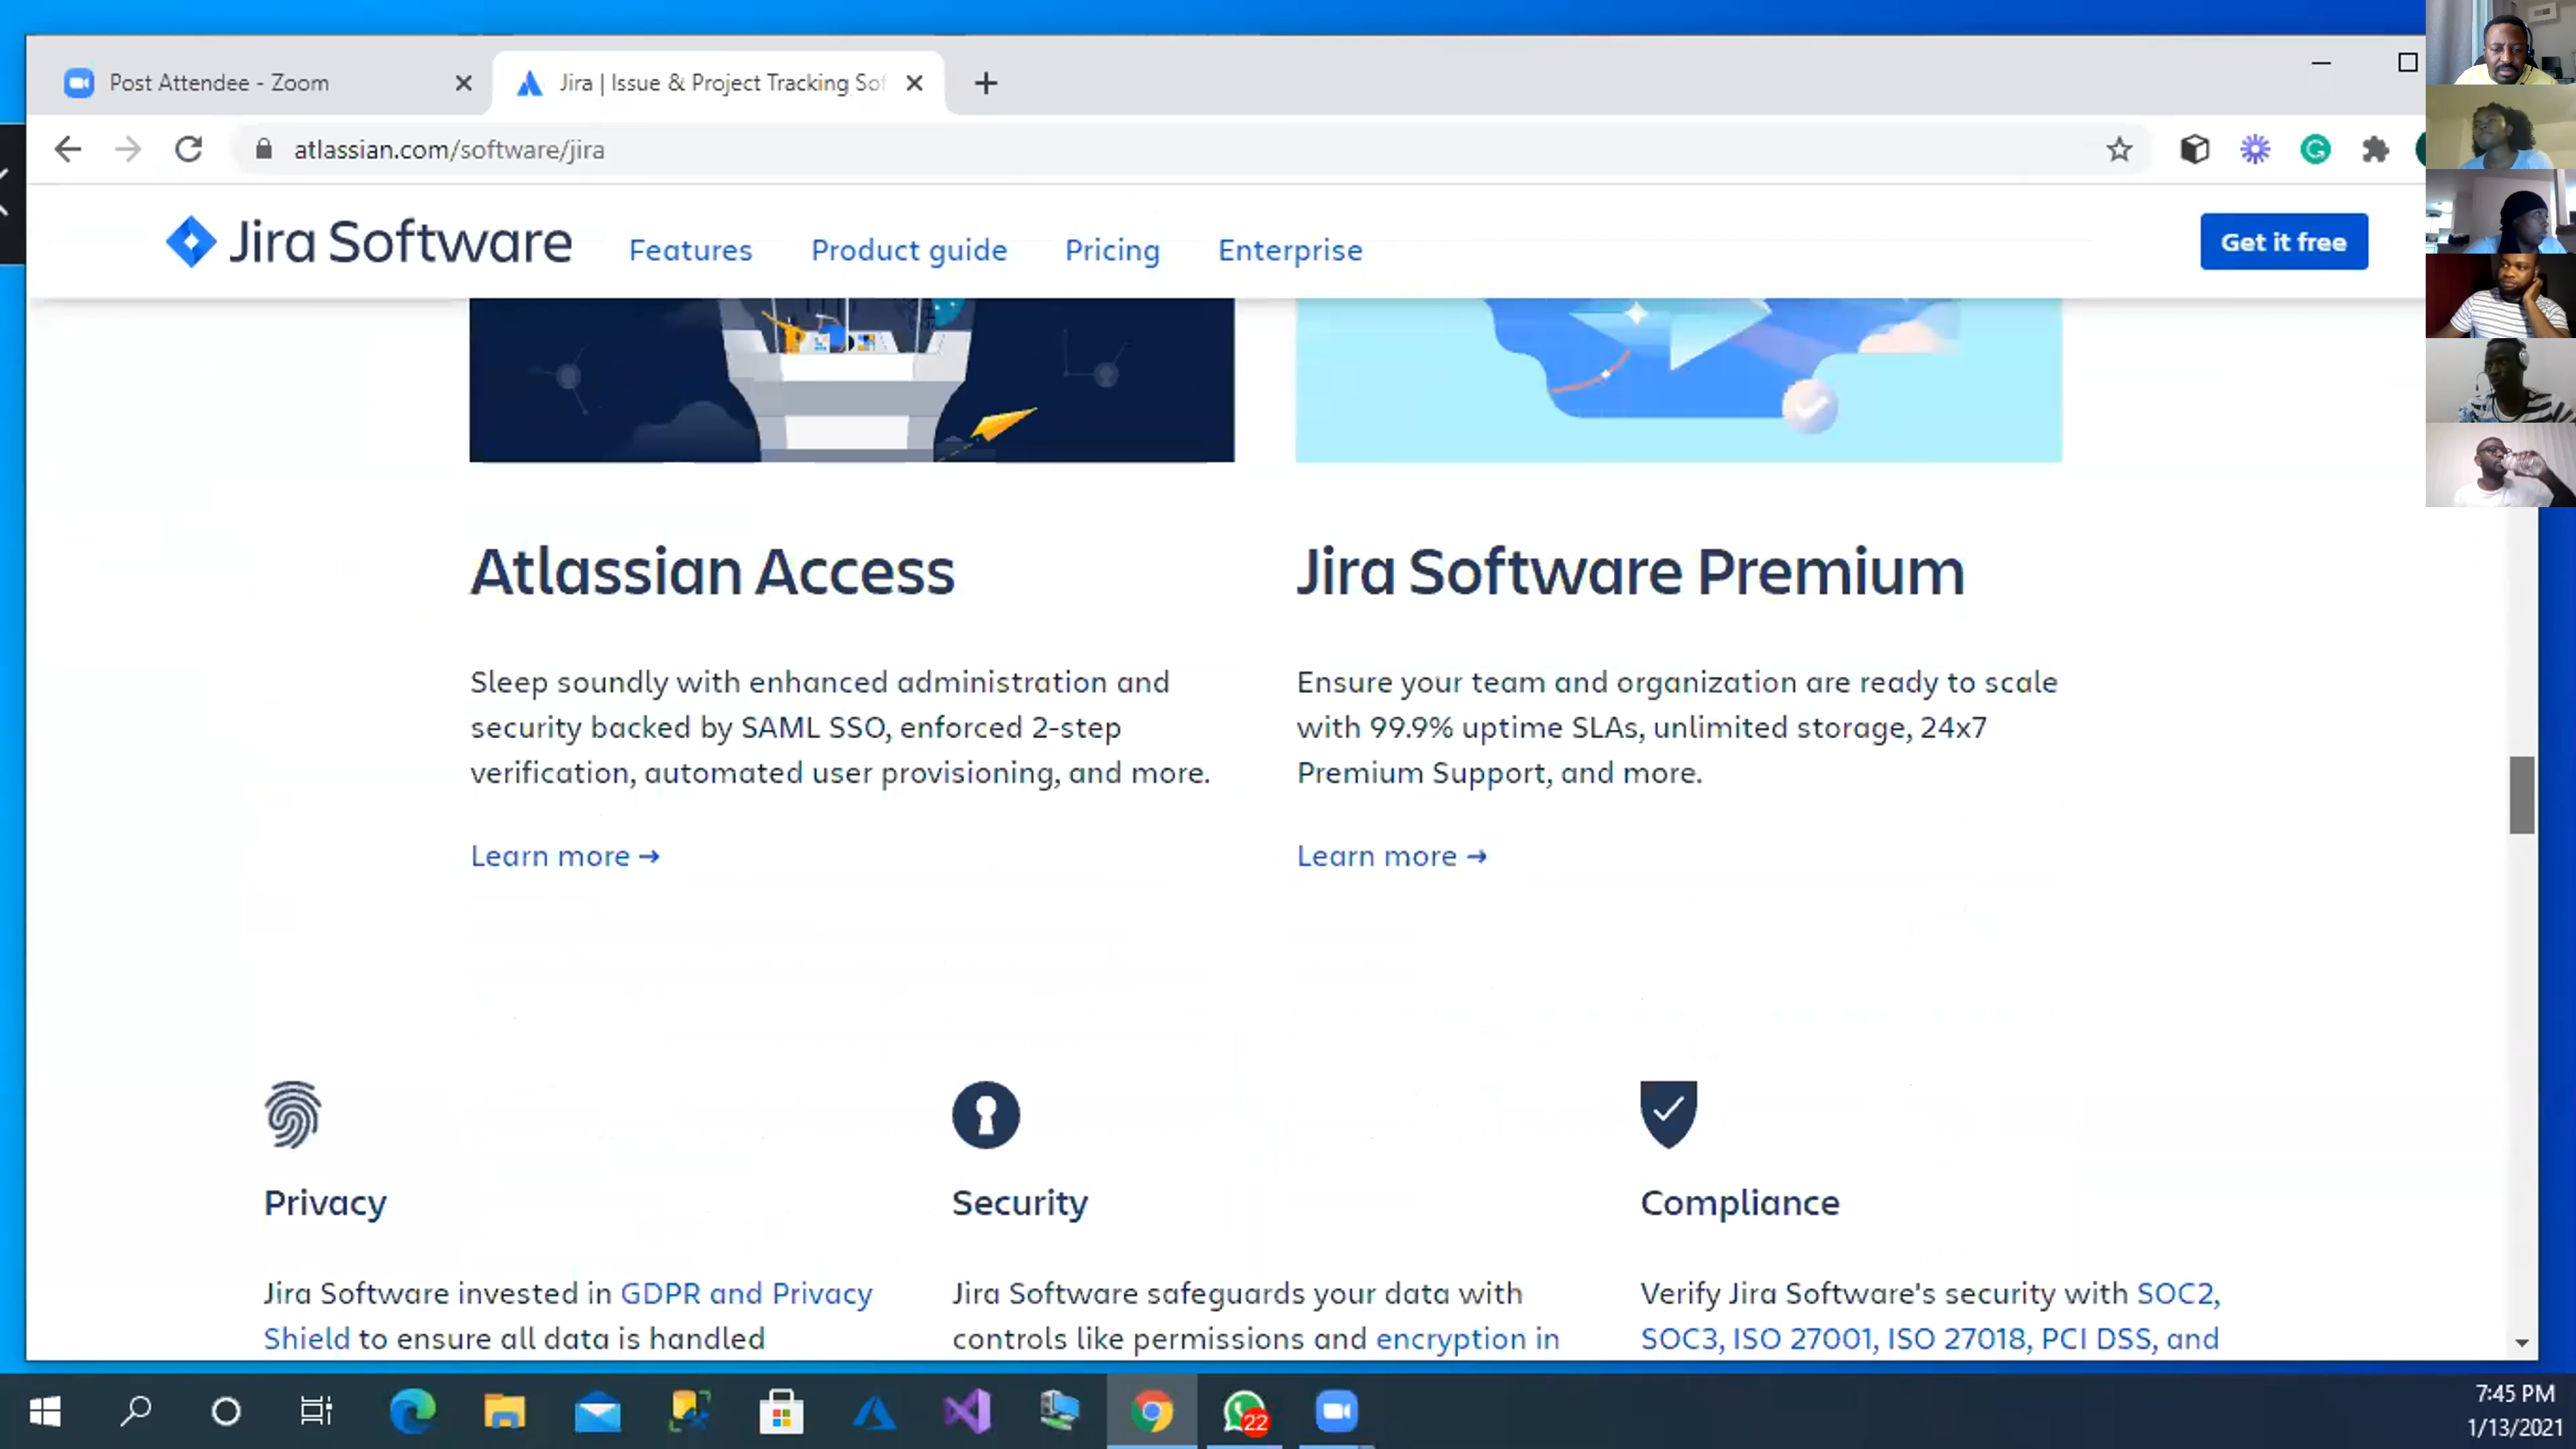 Post Attendee - Zoom
Jira | Issue & Project Tracking Sof
atlassian.com/software/jira
Jira Software
Features
Product guide
Pricing
Enterprise
Get it free
Atlassian Access
Sleep soundly with enhanced administration and
security backed by SAML SSO, enforced 2-step
verification, automated user provisioning, and more.
Learn more →
Jira Software Premium
Ensure your team and organization are ready to scale
with 99.9% uptime SLAs, unlimited storage, 24x7
Premium Support, and more.
Learn more →
Privacy
Jira Software invested in GDPR and Privacy
Shield to ensure all data is handled
Security
Jira Software safeguards your data with
controls like permissions and encryption in
Compliance
Verify Jira Software's security with SOC2,
SOC3, ISO 27001, ISO 27018, PCI DSS, and
22
7:45 PM
1/13/2021